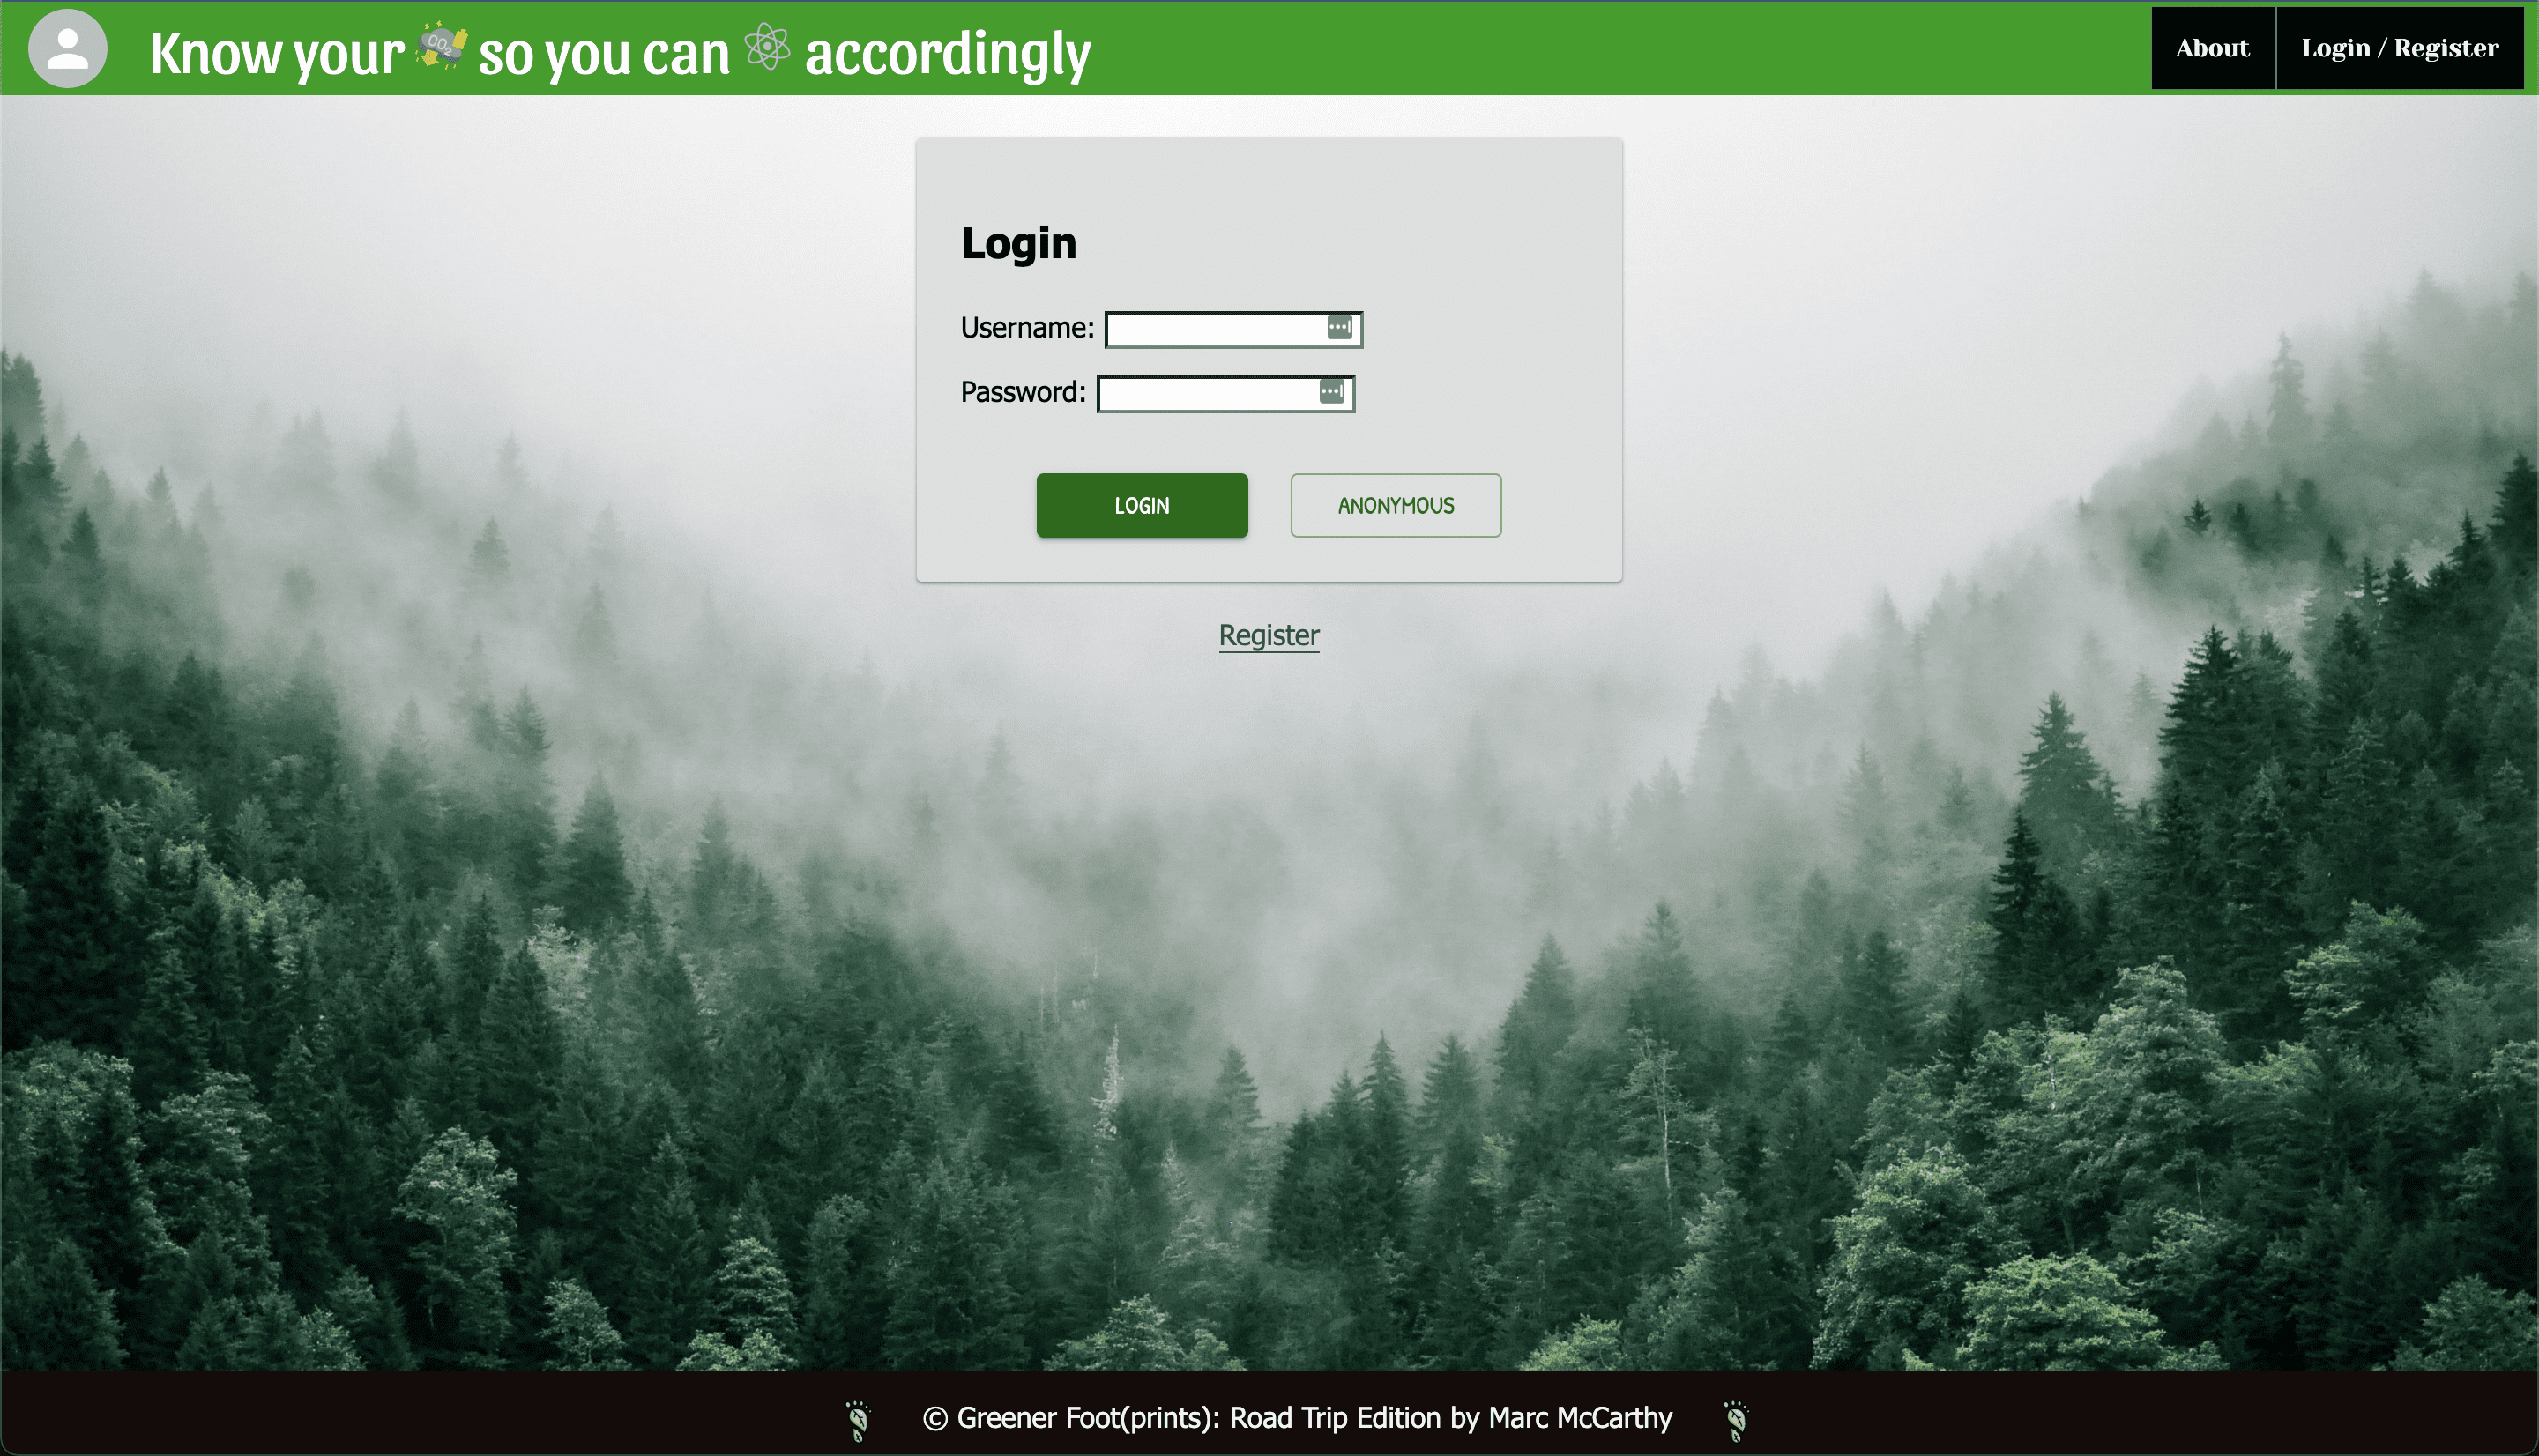 Know your CO2 so you can accordingly
About
Login / Register
Login
Username:
Password:
LOGIN
ANONYMOUS
Register
© Greener Foot(prints): Road Trip Edition by Marc McCarthy